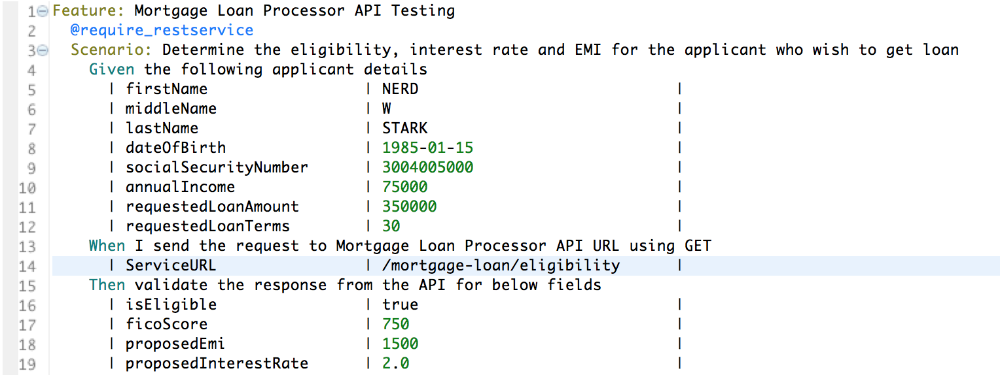 1 Feature: Mortgage Loan Processor API Testing
2 @require_restservice
3 Scenario: Determine the eligibility, interest rate and EMI for the applicant who wish to get loan
4 Given the following applicant details
5 | firstName | NERD |
6 | middleName | W |
7 | lastName | STARK |
8 | dateOfBirth | 1985-01-15 |
9 | socialSecurityNumber | 3004005000 |
10 | annualIncome | 75000 |
11 | requestedLoanAmount | 350000 |
12 | requestedLoanTerms | 30 |
13 When I send the request to Mortgage Loan Processor API URL using GET
14 | ServiceURL | /mortgage-loan/eligibility |
15 Then validate the response from the API for below fields
16 | isEligible | true |
17 | ficoScore | 750 |
18 | proposedEmi | 1500 |
19 | proposedInterestRate | 2.0 |